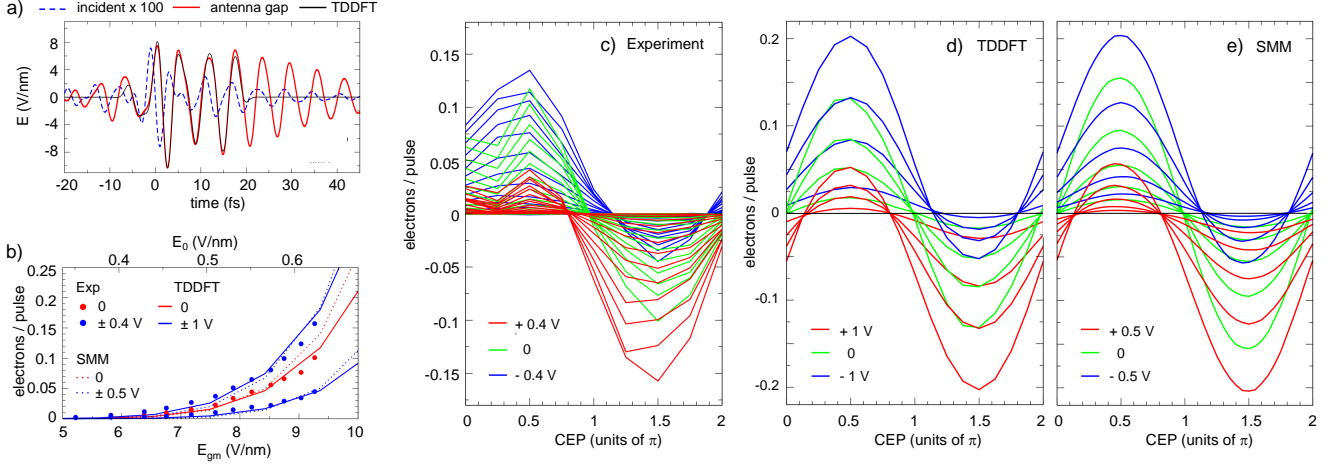 a)
incident x 100
antenna gap
TDDFT
8
4
0
-4
-8
E (V/nm)
-20
-10
0
10
20
30
40
time (fs)
E0 (V/nm)
b)
0.4
0.5
0.6
0.25
0.20
0.15
0.10
0.05
0
electrons / pulse
Exp
TDDFT
0
0
± 0.4 V
± 1 V
SMM
0
± 0.5 V
5
6
7
8
9
10
Egm (V/nm)
c)
Experiment
0.1
0.05
0
-0.05
-0.1
-0.15
electrons / pulse
+ 0.4 V
0
- 0.4 V
0
0.5
1
1.5
2
CEP (units of π)
d)
TDDFT
0.2
0.1
0
-0.1
-0.2
electrons / pulse
+ 1 V
0
- 1 V
0
0.5
1
1.5
2
CEP (units of π)
e)
SMM
+ 0.5 V
0
- 0.5 V
0
0.5
1
1.5
2
CEP (units of π)